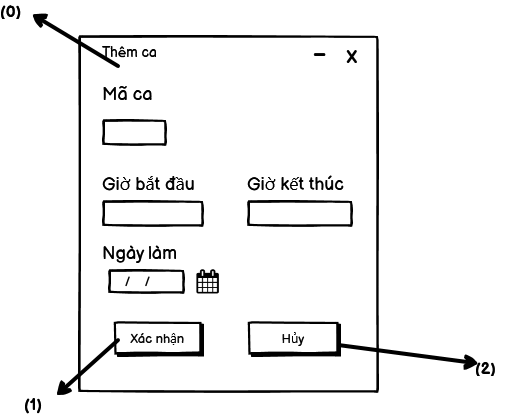 (0)
Thêm ca – X
Mã ca
Giờ bắt đầu Giờ kết thúc
Ngày làm
/ /
Xác nhận Hủy
(1) (2)